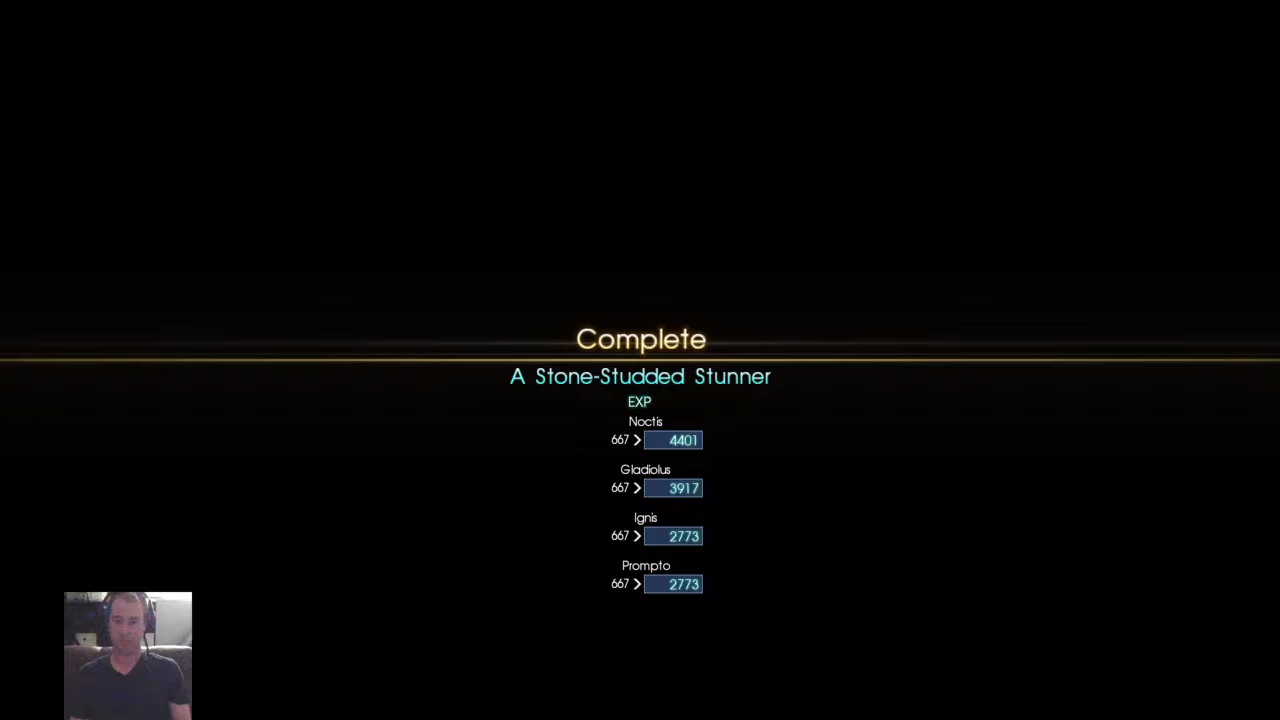 Complete
A Stone-Studded Stunner
EXP
Noctis
667 > 4401
Gladiolus
667 > 3917
Ignis
667 > 2773
Prompto
667 > 2773